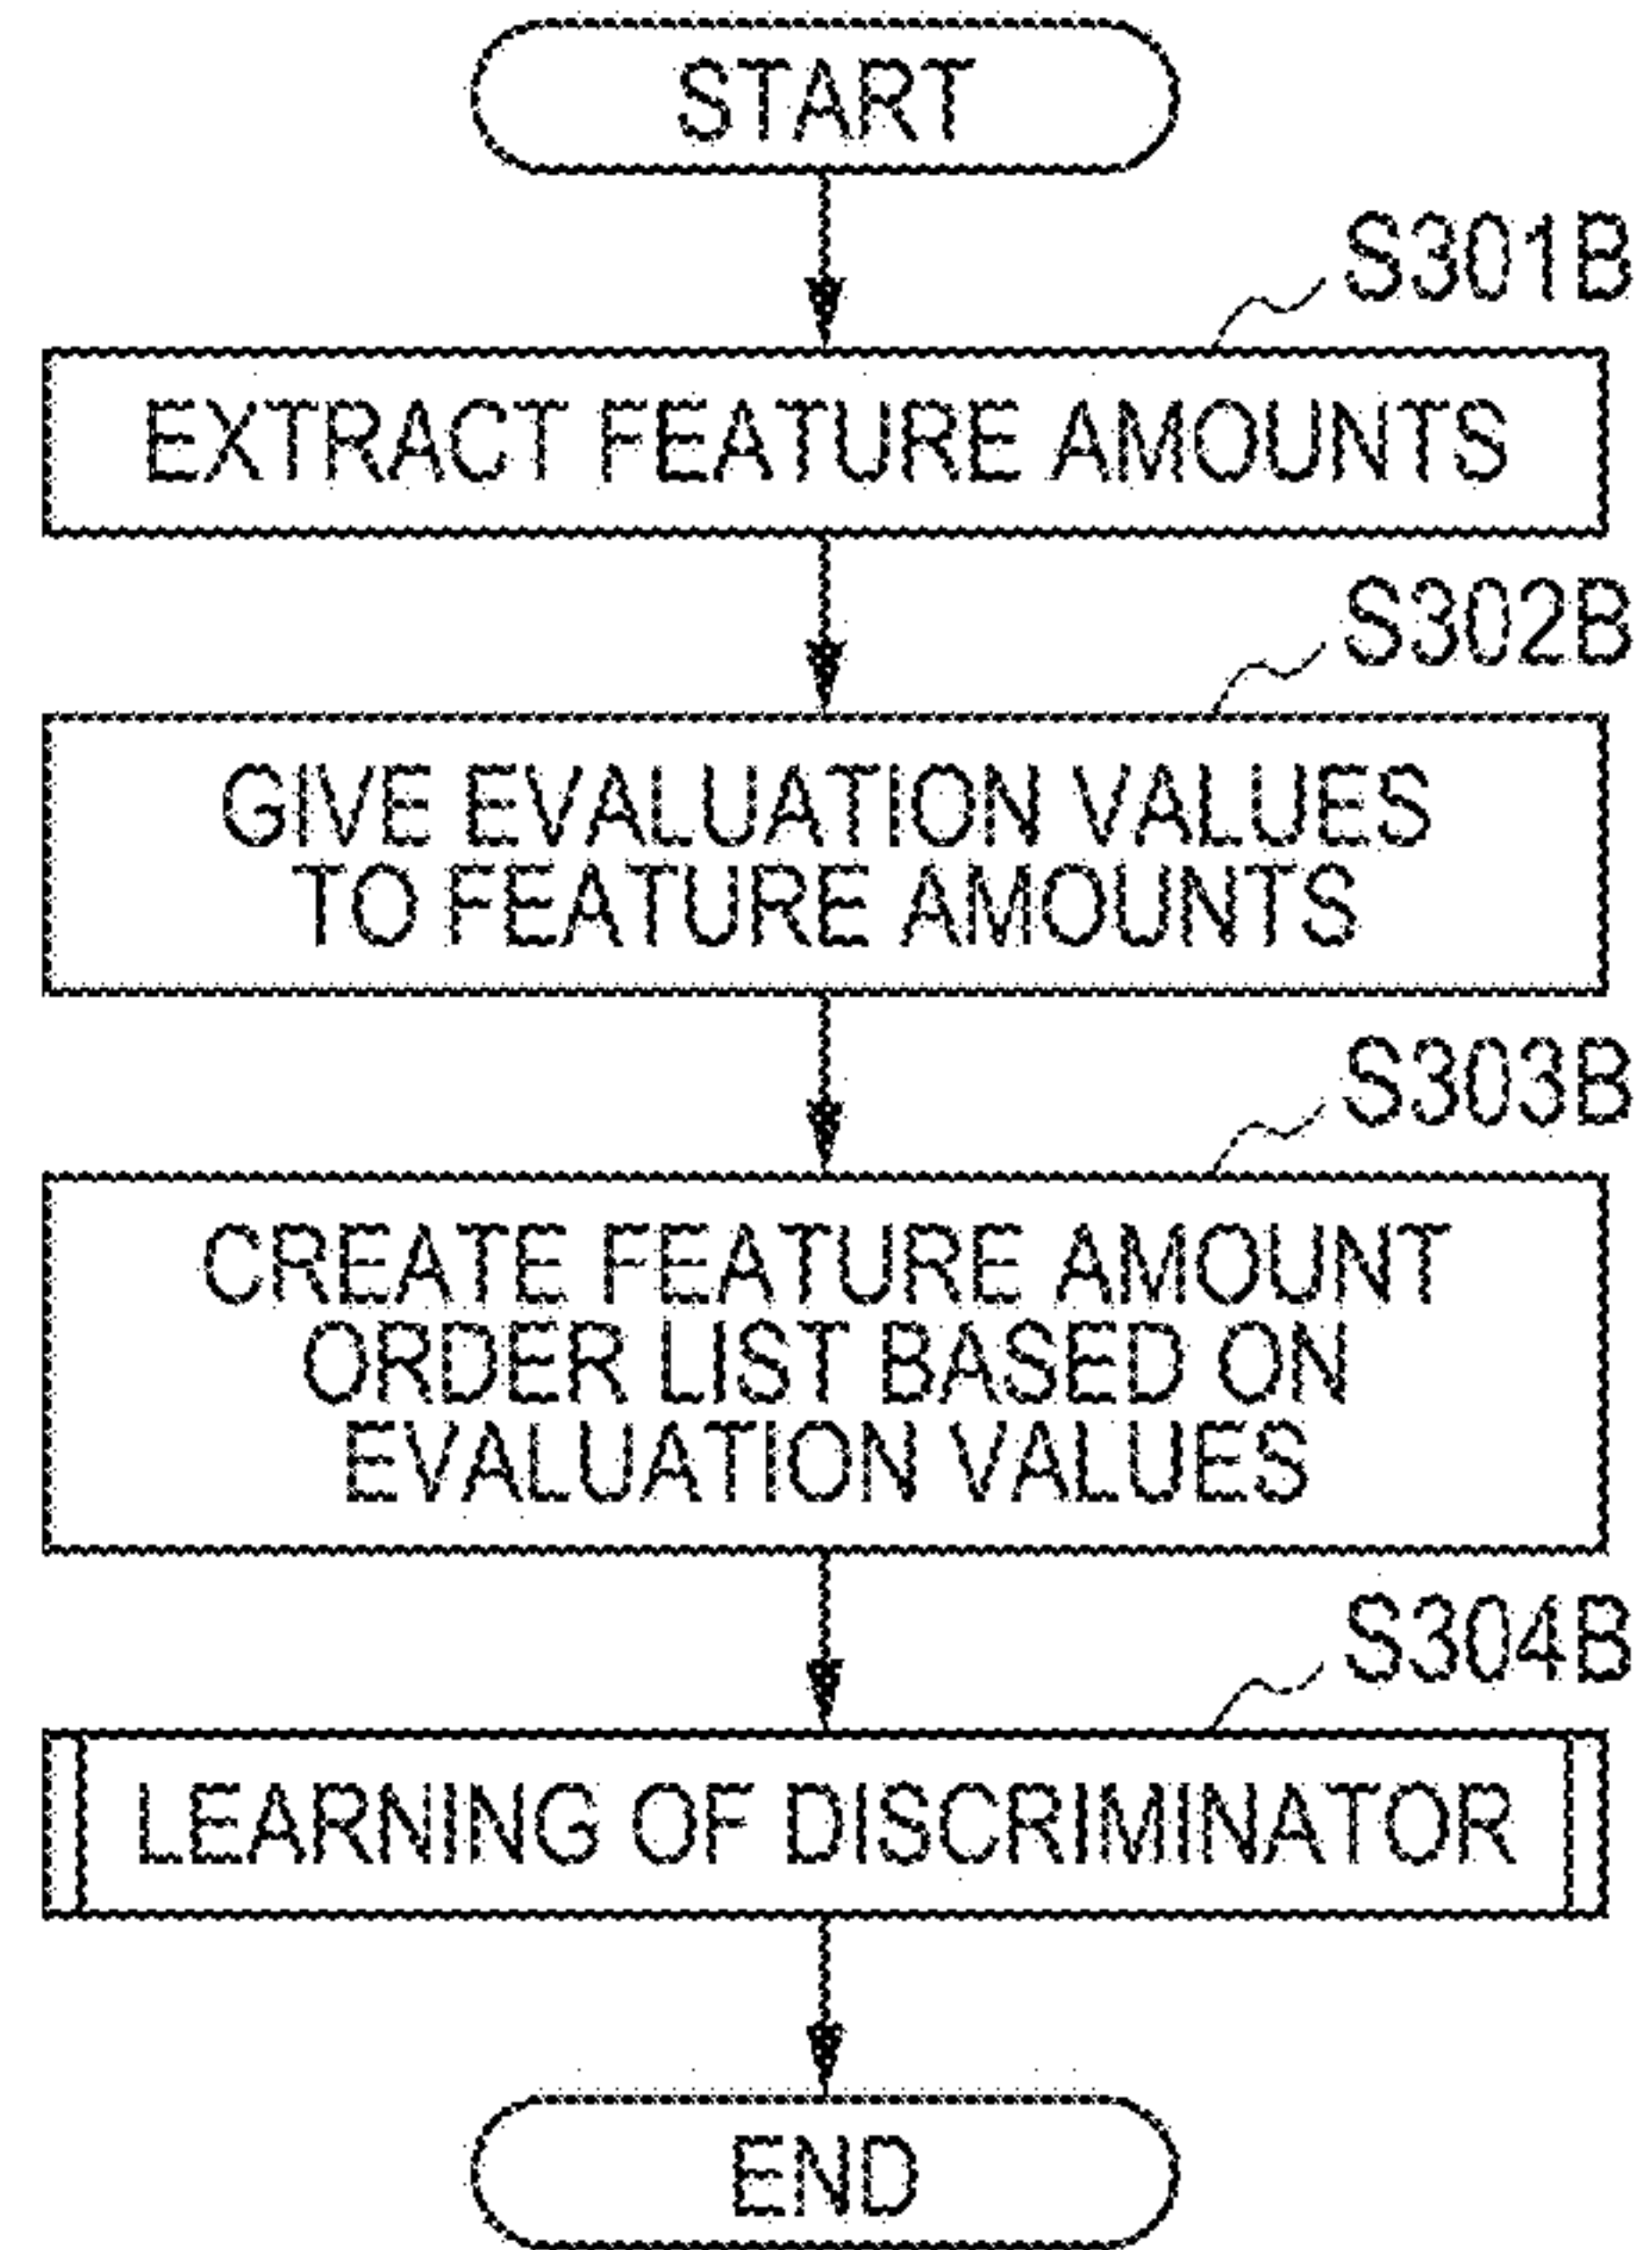 START
S301B
EXTRACT FEATURE AMOUNTS
S302B
GIVE EVALUATION VALUES
TO FEATURE AMOUNTS
S303B
CREATE FEATURE AMOUNT
ORDER LIST BASED ON
EVALUATION VALUES
S304B
LEARNING OF DISCRIMINATOR
END